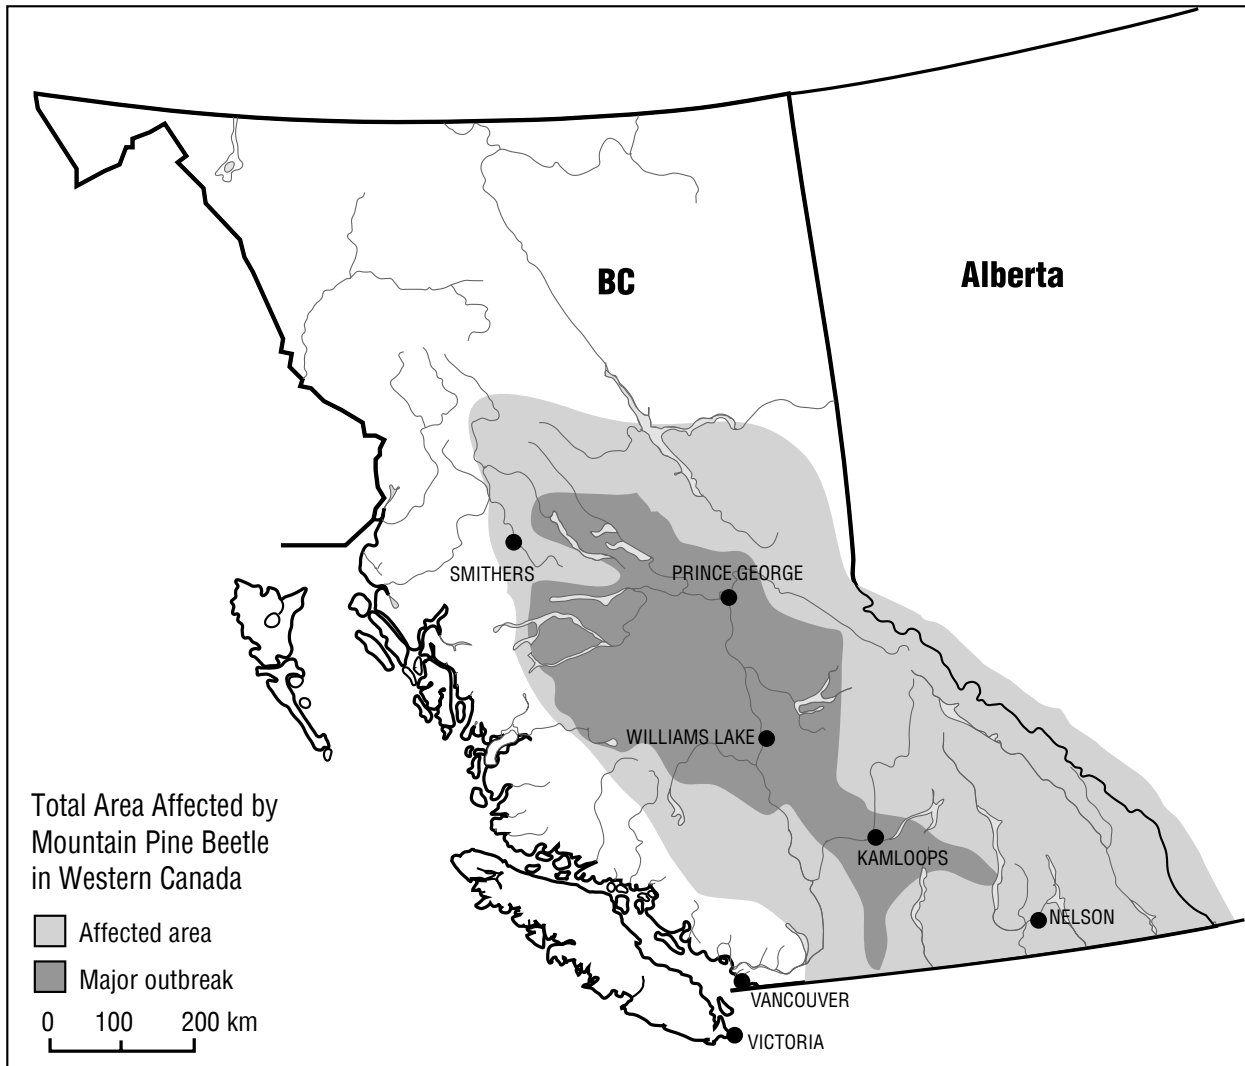 BC
Alberta
SMITHERS
PRINCE GEORGE
WILLIAMS LAKE
KAMLOOPS
NELSON
VANCOUVER
VICTORIA
Total Area Affected by
Mountain Pine Beetle
in Western Canada
Affected area
Major outbreak
0 100 200 km